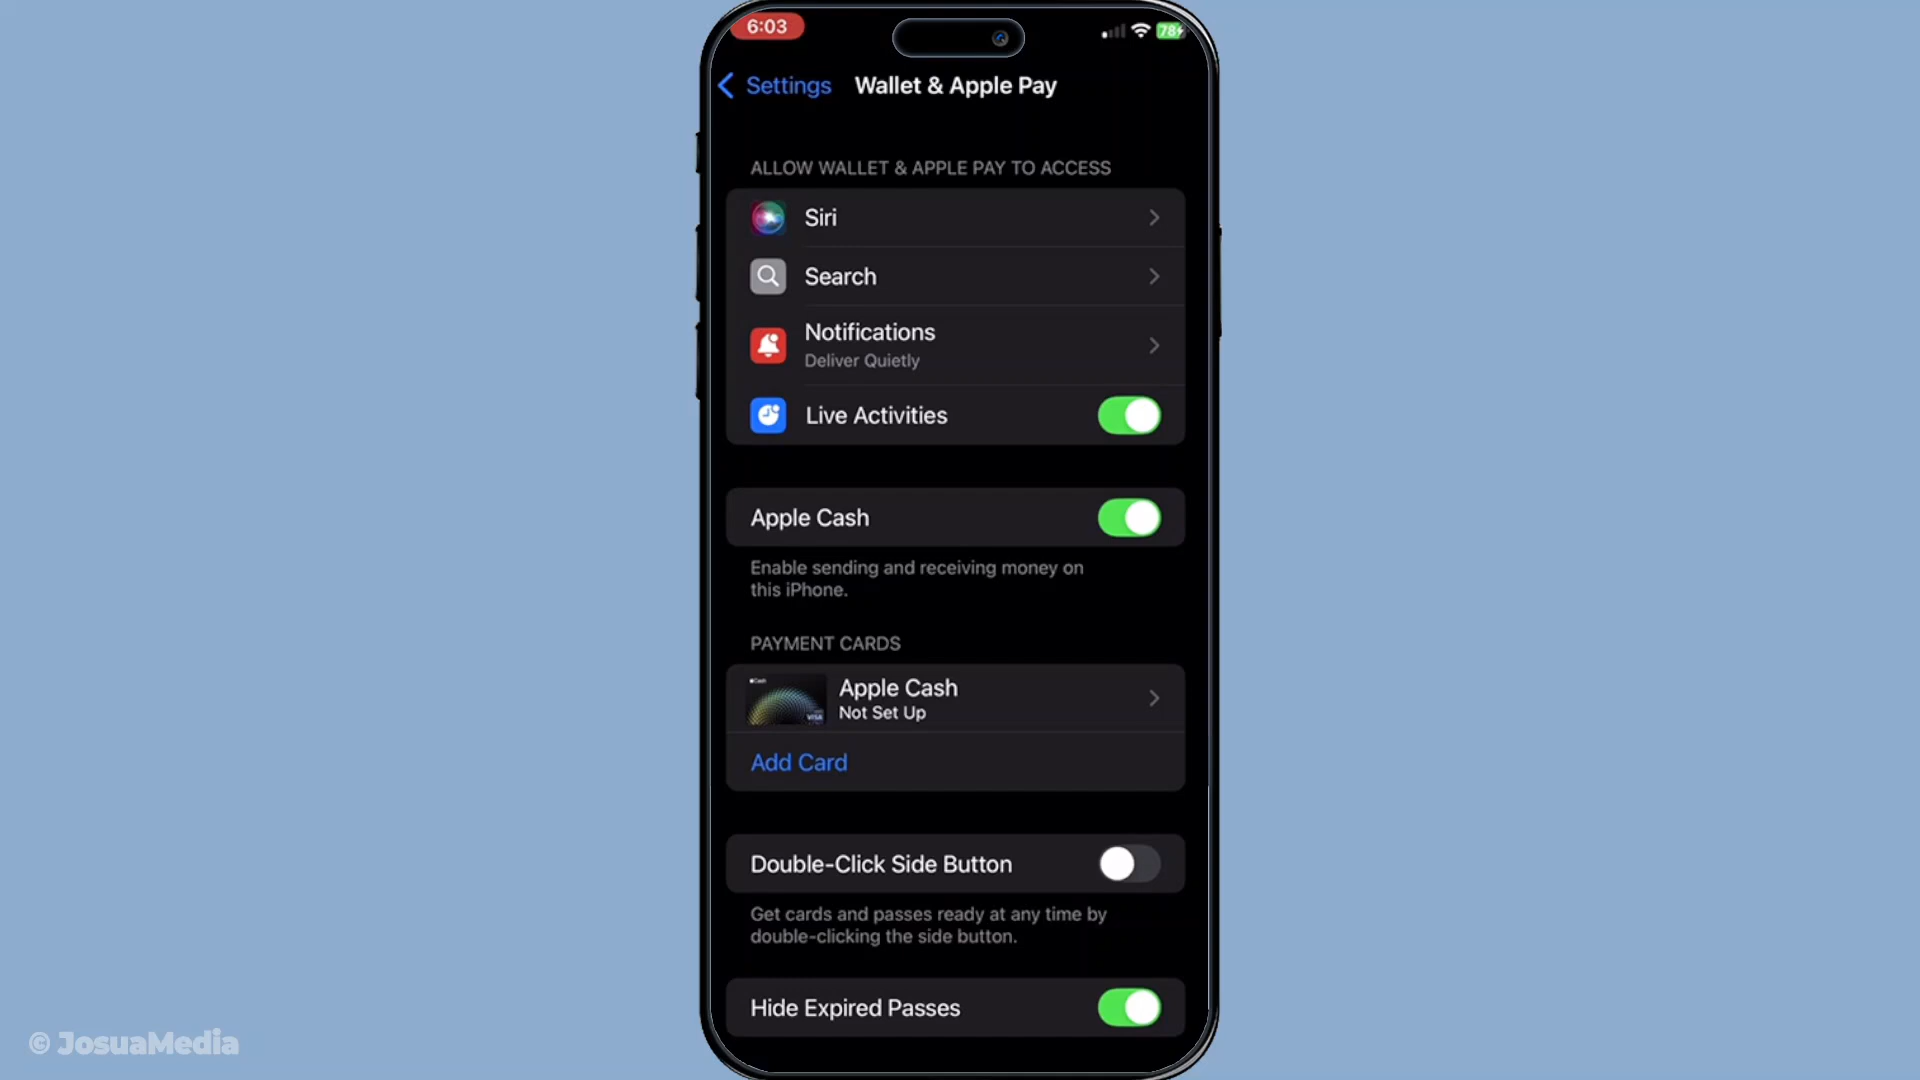 6:03
78
Settings
Wallet & Apple Pay
ALLOW WALLET & APPLE PAY TO ACCESS
Siri
Search
Notifications
Deliver Quietly
Live Activities
Apple Cash
Enable sending and receiving money on
this iPhone.
PAYMENT CARDS
Cash
VISA
Apple Cash
Not Set Up
Add Card
Double-Click Side Button
Get cards and passes ready at any time by
double-clicking the side button.
Hide Expired Passes
© JosuaMedia